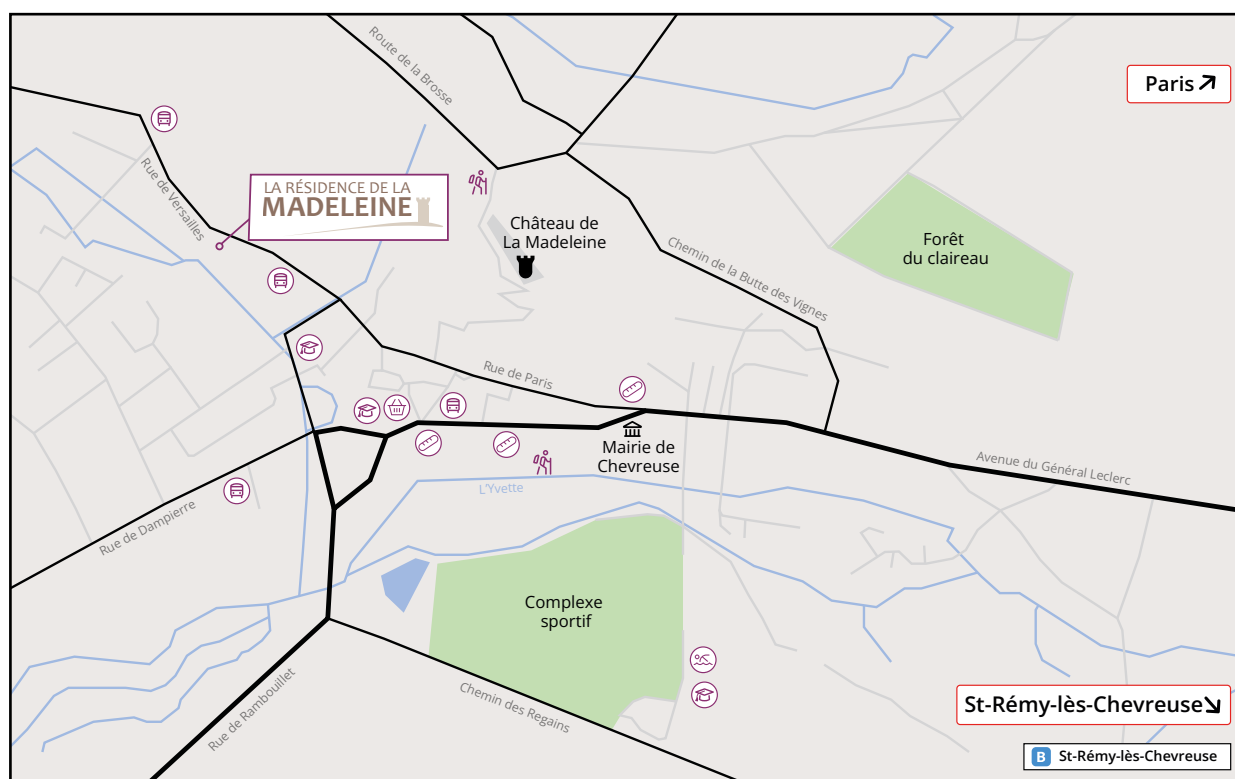 Route de la Brosse
Paris
Rue de Versailles
LA RÉSIDENCE DE LA
MADELEINE
Château de
La Madeleine
Forêt
du claireau
Chemin de la Butte des Vignes
Rue de Paris
Mairie de
Chevreuse
Avenue du Général Leclerc
L'Yvette
Rue de Dampierre
Complexe
sportif
Chemin des Regains
Rue de Rambouillet
St-Rémy-lès-Chevreuse
B St-Rémy-lès-Chevreuse